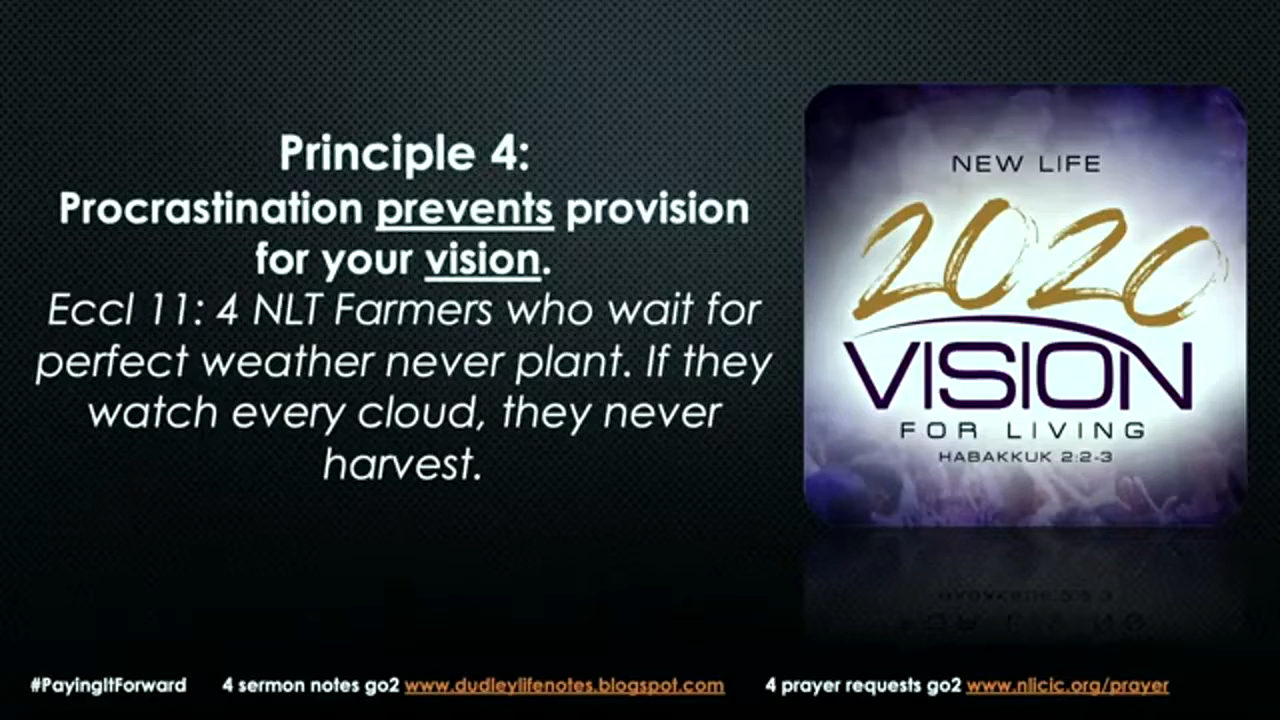 Principle 4:
Procrastination prevents provision
for your vision.
Eccl 11: 4 NLT Farmers who wait for
perfect weather never plant. If they
watch every cloud, they never
harvest.
NEW LIFE
2020
VISION
FOR LIVING
HABAKKUK 2:2-3
#PayingItForward 4 sermon notes go2 www.dudleylifenotes.blogspot.com 4 prayer requests go2 www.nlicic.org/prayer